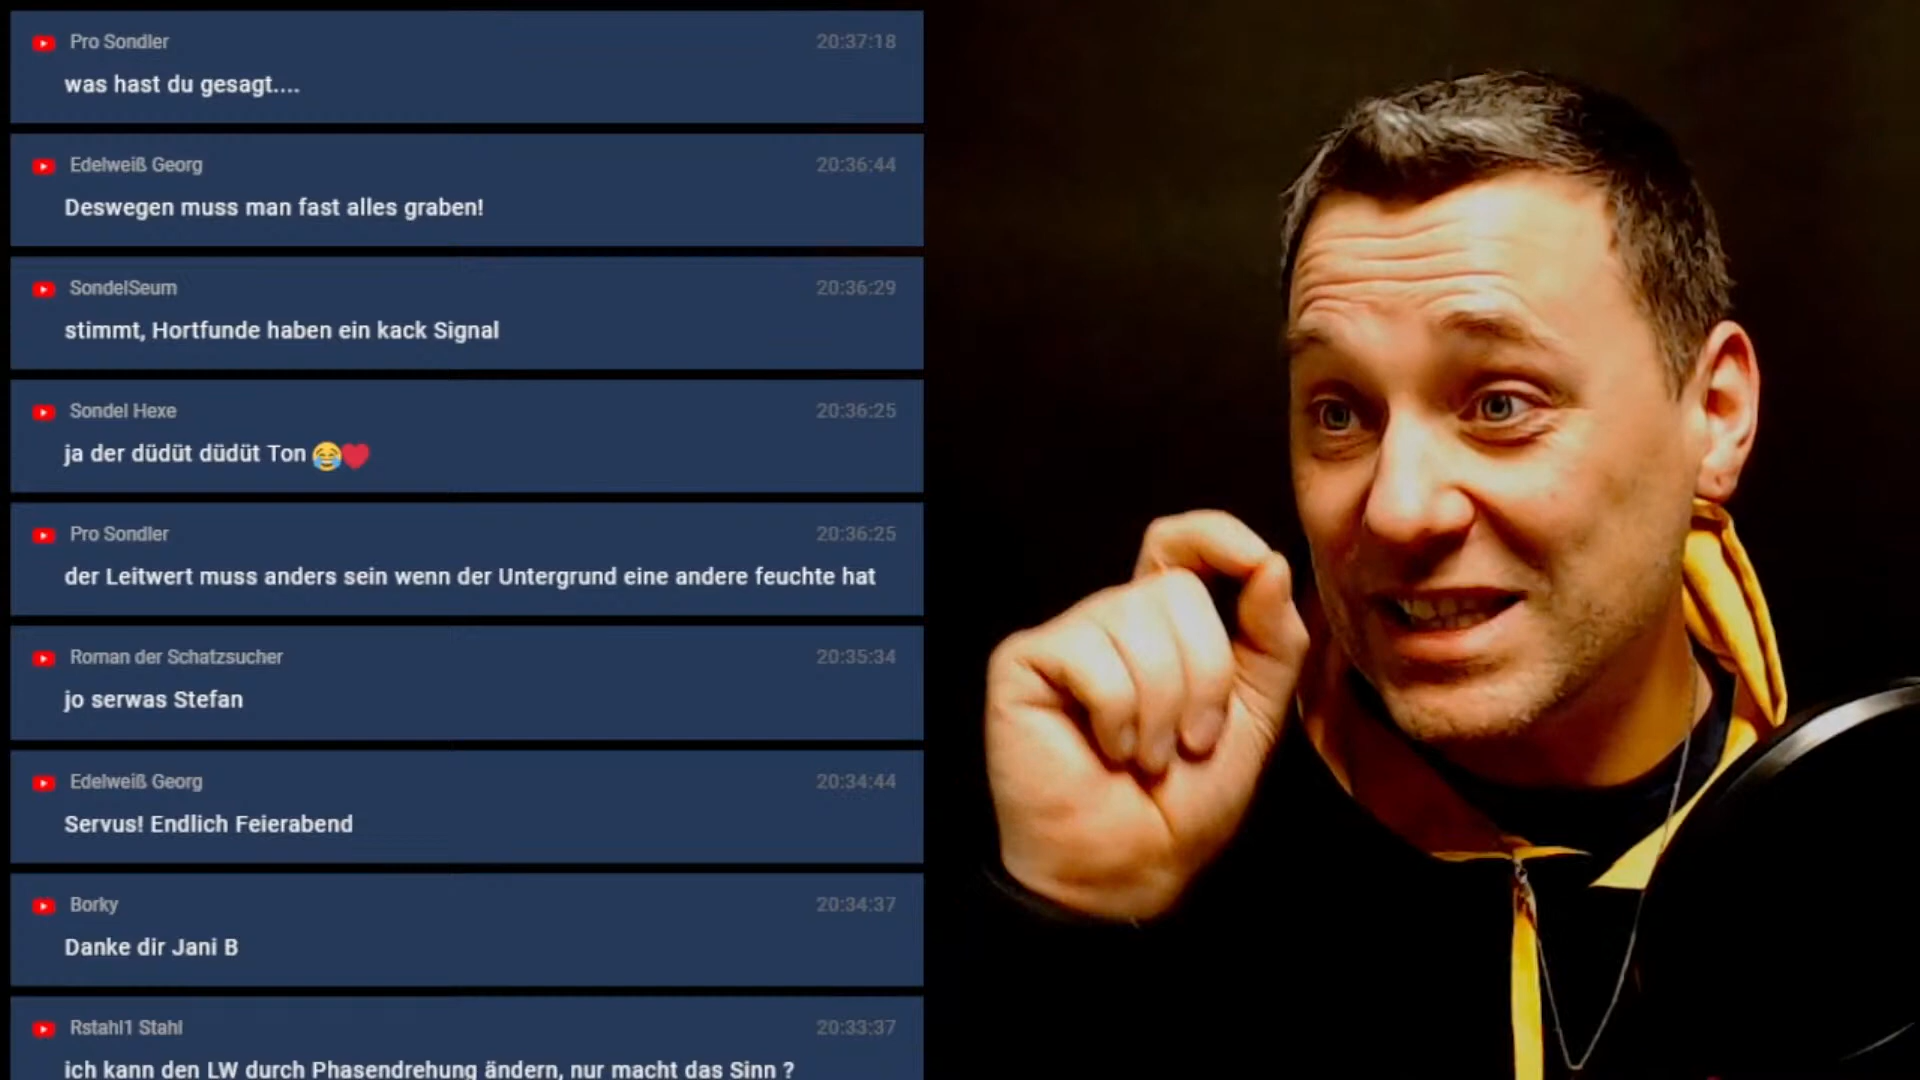 Pro Sondler 20:37:18
was hast du gesagt....
Edelweiß Georg 20:36:44
Deswegen muss man fast alles graben!
SondelSeum 20:36:29
stimmt, Hortfunde haben ein kack Signal
Sondel Hexe 20:36:25
ja der düdüt düdüt Ton 😂❤️
Pro Sondler 20:36:25
der Leitwert muss anders sein wenn der Untergrund eine andere feuchte hat
Roman der Schatzsucher 20:35:34
jo serwas Stefan
Edelweiß Georg 20:34:44
Servus! Endlich Feierabend
Borky 20:34:37
Danke dir Jani B
Rstahl1 Stahl 20:33:37
ich kann den LW durch Phasendrehung ändern, nur macht das Sinn ?